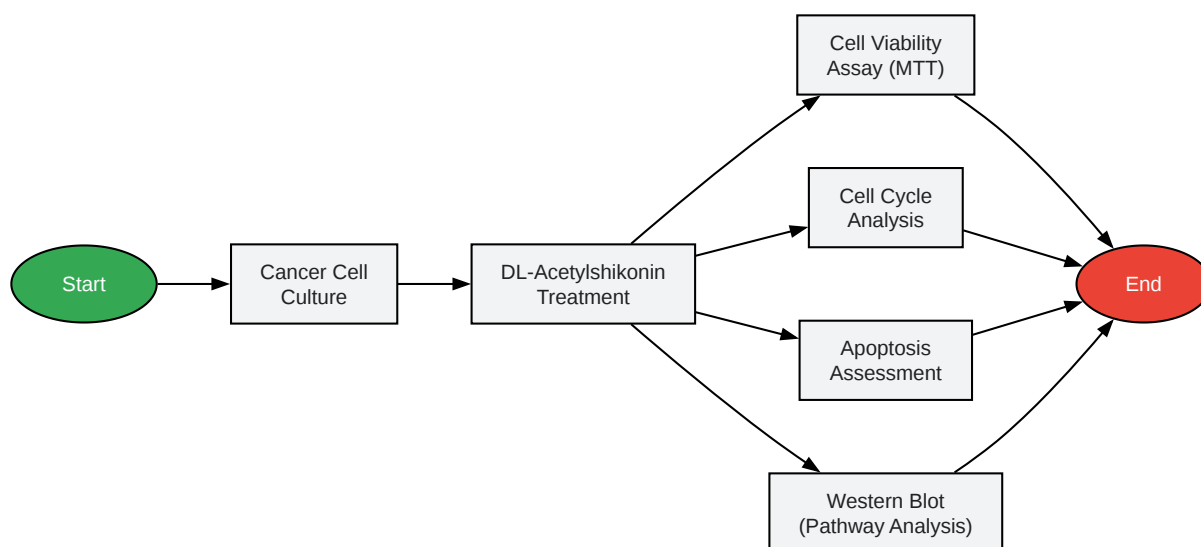 Start
Cancer Cell
Culture
DL-Acetylshikonin
Treatment
Cell Viability
Assay (MTT)
Cell Cycle
Analysis
Apoptosis
Assessment
Western Blot
(Pathway Analysis)
End